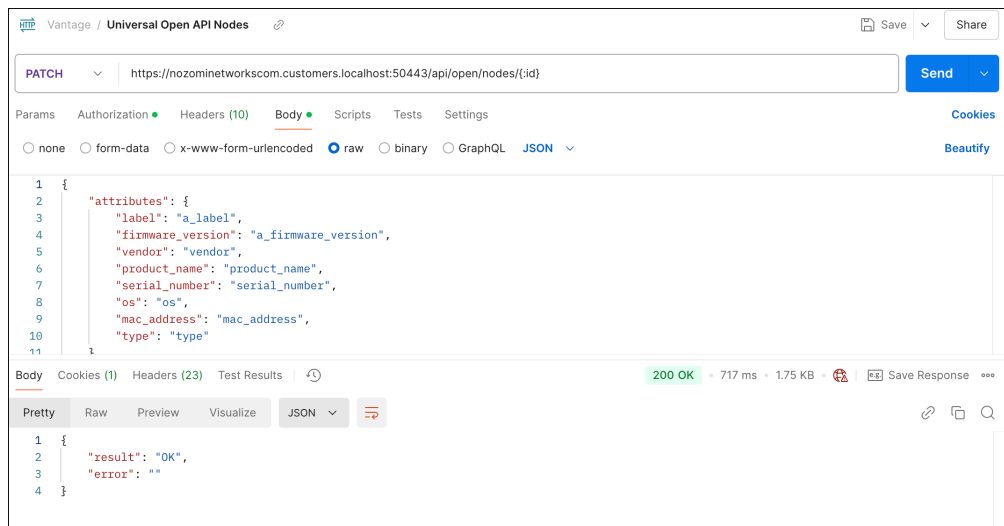 HTTP Vantage / Universal Open API Nodes Save Share
PATCH https://nozominetworkscom.customers.localhost:50443/api/open/nodes/{:id} Send
Params Authorization Headers (10) Body Scripts Tests Settings Cookies
none form-data x-www-form-urlencoded raw binary GraphQL JSON Beautify
1 {
2 "attributes": {
3 "label": "a_label",
4 "firmware_version": "a_firmware_version",
5 "vendor": "vendor",
6 "product_name": "product_name",
7 "serial_number": "serial_number",
8 "os": "os",
9 "mac_address": "mac_address",
10 "type": "type"
11 }
Body Cookies (1) Headers (23) Test Results 200 OK 717 ms 1.75 KB e.g. Save Response
Pretty Raw Preview Visualize JSON
1 {
2 "result": "OK",
3 "error": ""
4 }